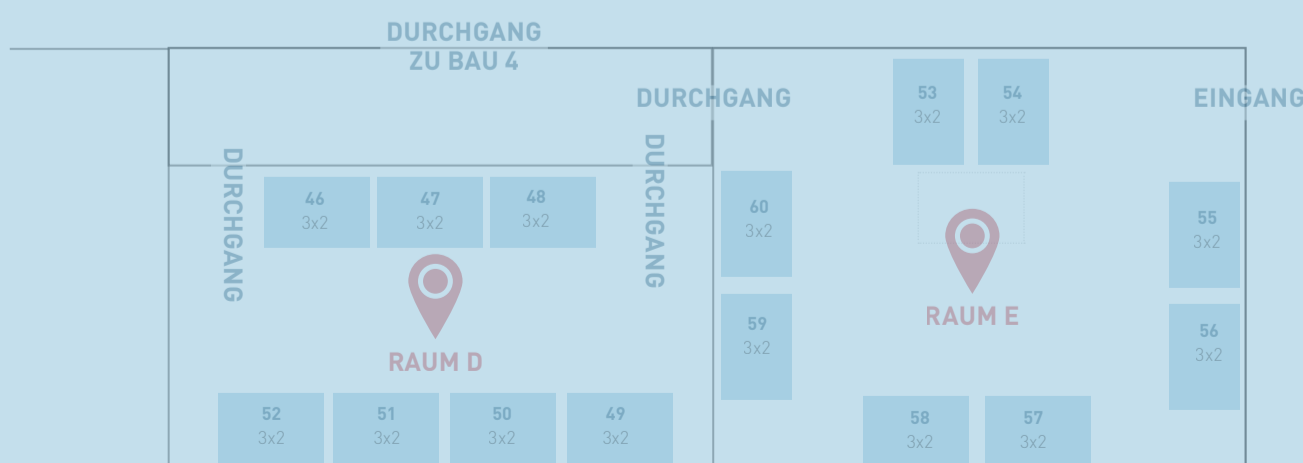 DURCHGANG
ZU BAU 4
DURCHGANG
EINGANG
53
3x2
54
3x2
DURCHGANG
46
3x2
47
3x2
48
3x2
DURCHGANG
60
3x2
55
3x2
RAUM D
59
3x2
RAUM E
56
3x2
52
3x2
51
3x2
50
3x2
49
3x2
58
3x2
57
3x2